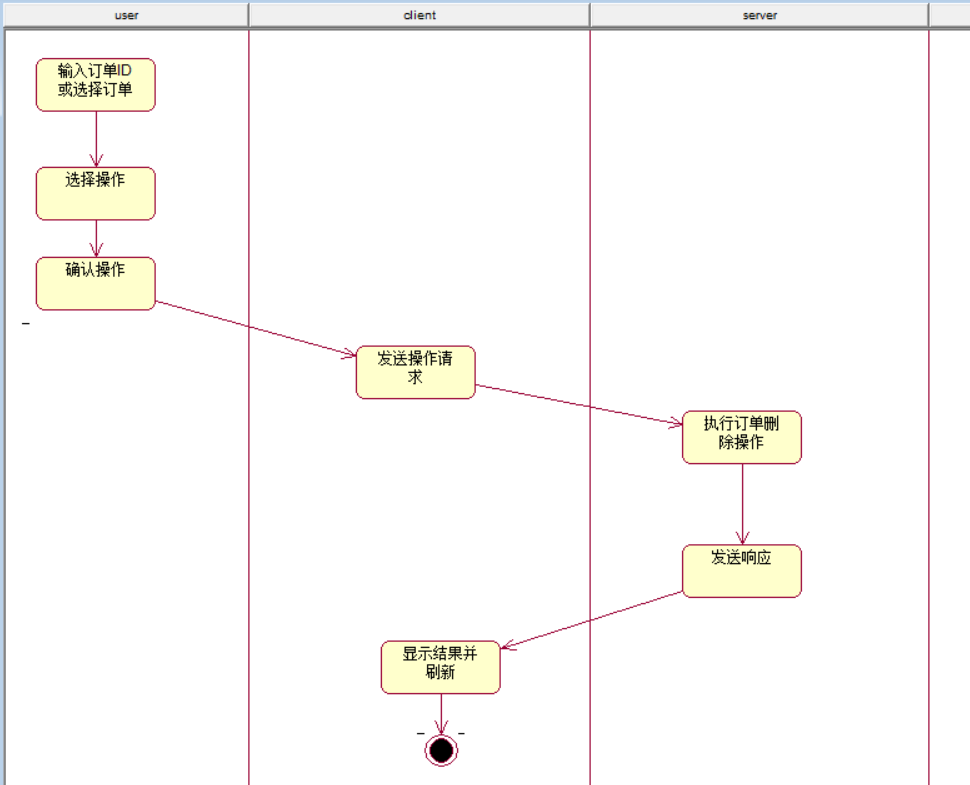 user
client
server
输入订单ID
或选择订单
选择操作
确认操作
发送操作请
求
执行订单删
除操作
发送响应
显示结果并
刷新